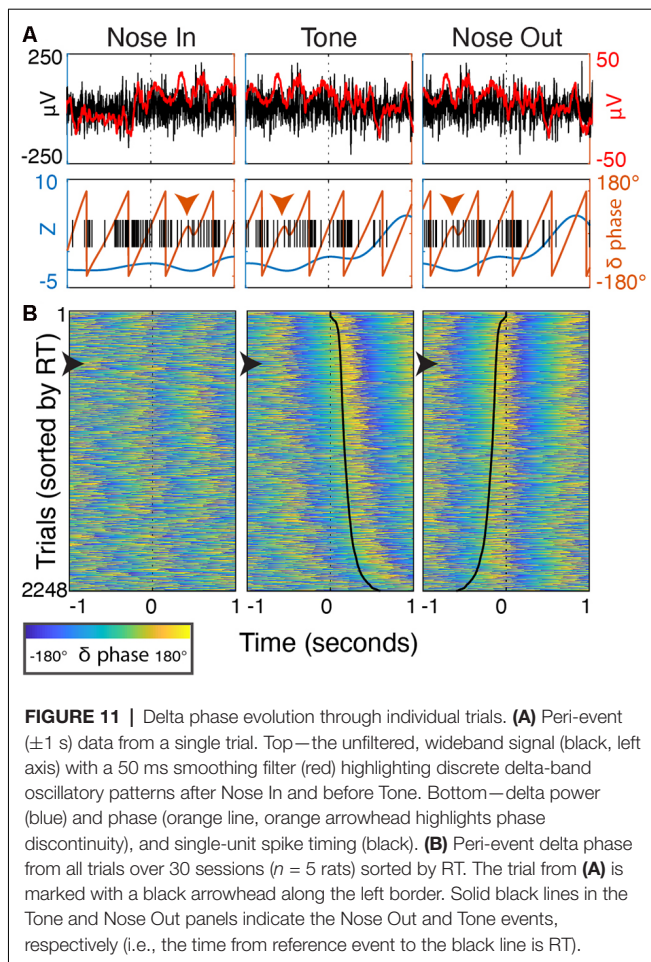 A
Nose In
Tone
Nose Out
250
μV
-250
50
μV
-50
10
Z
-5
180°
δ phase
-180°
B
1
Trials (sorted by RT)
2248
-1 0 1 -1 0 1 -1 0 1
Time (seconds)
-180° δ phase 180°
FIGURE 11 | Delta phase evolution through individual trials. (A) Peri-event
(±1 s) data from a single trial. Top—the unfiltered, wideband signal (black, left
axis) with a 50 ms smoothing filter (red) highlighting discrete delta-band
oscillatory patterns after Nose In and before Tone. Bottom—delta power
(blue) and phase (orange line, orange arrowhead highlights phase
discontinuity), and single-unit spike timing (black). (B) Peri-event delta phase
from all trials over 30 sessions (n = 5 rats) sorted by RT. The trial from (A) is
marked with a black arrowhead along the left border. Solid black lines in the
Tone and Nose Out panels indicate the Nose Out and Tone events,
respectively (i.e., the time from reference event to the black line is RT).